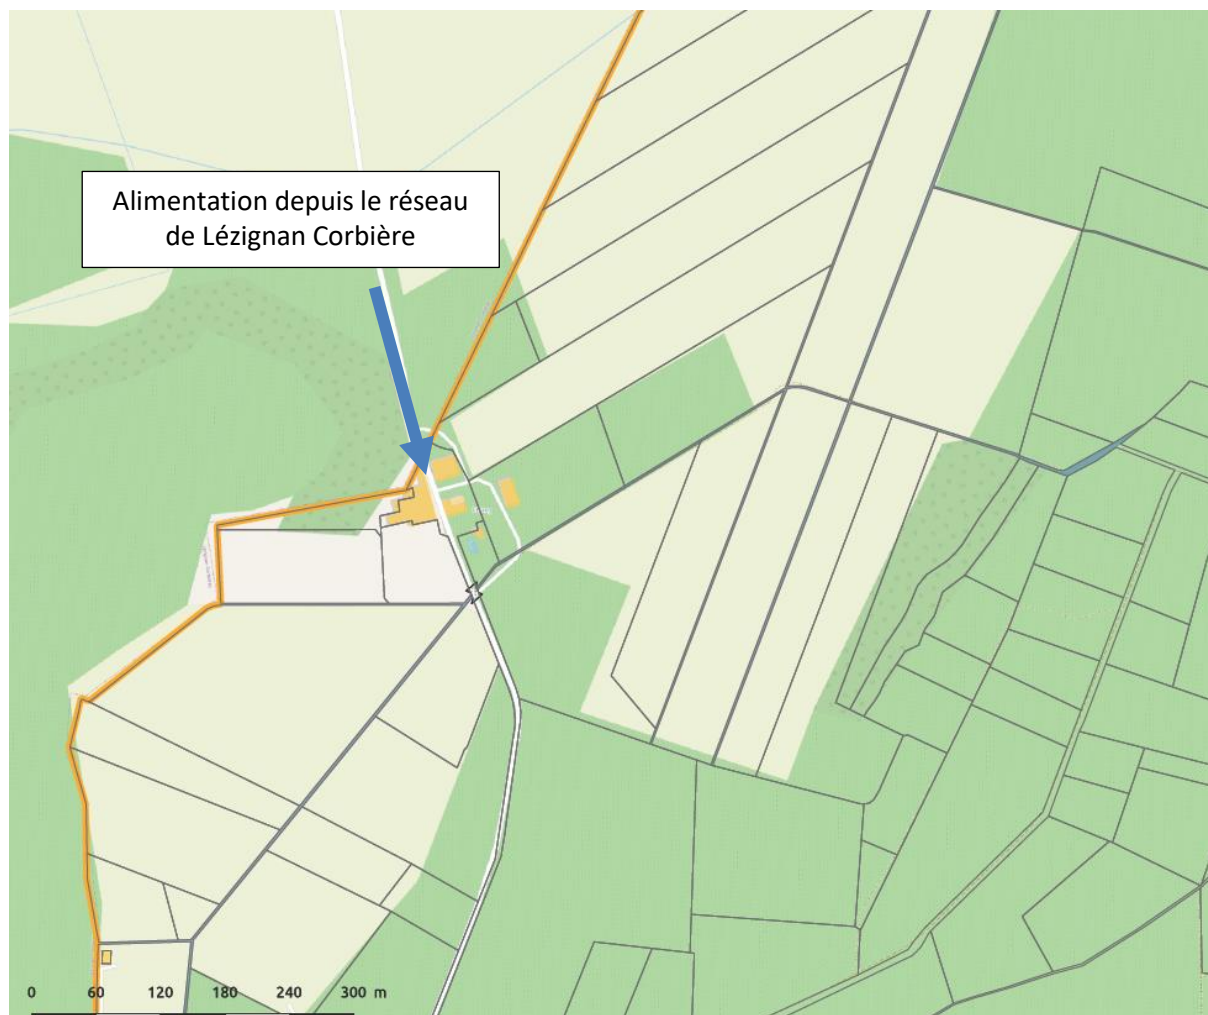 Alimentation depuis le réseau
de Lézignan Corbière
0 60 120 180 240 300 m